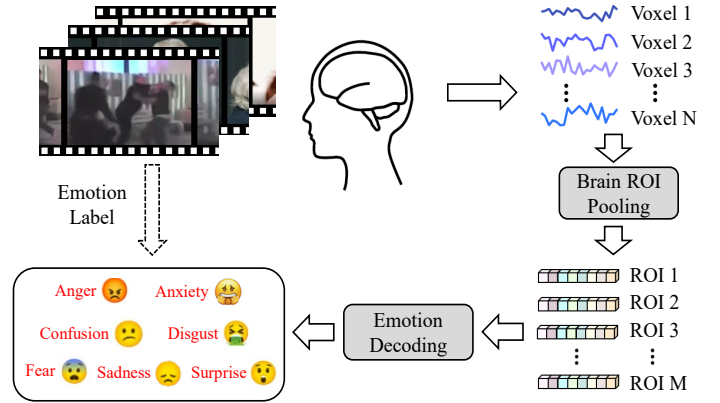 Voxel 1
Voxel 2
Voxel 3
Voxel N
Brain ROI
Pooling
Emotion
Label
ROI 1
ROI 2
ROI 3
ROI M
Emotion
Decoding
Anger
Anxiety
Confusion
Disgust
Fear
Sadness
Surprise